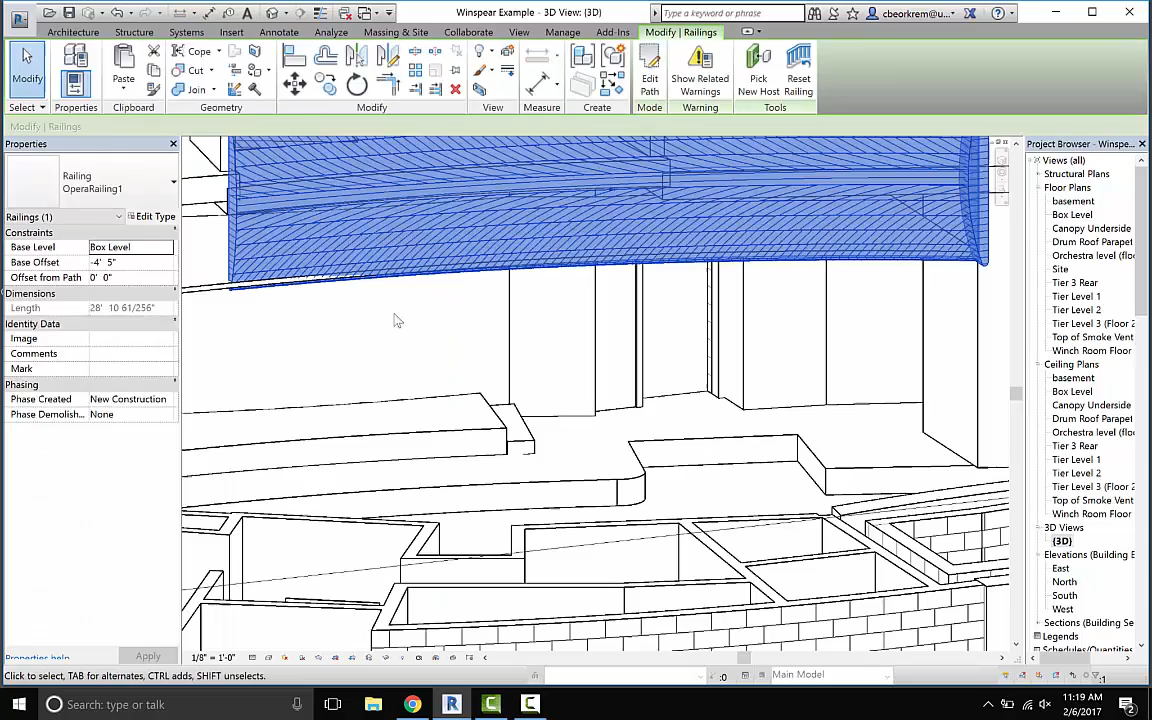 Winspear Example - 3D View: {3D}
Type a keyword or phrase
cbeorkrem@u...
Architecture Structure Systems Insert Annotate Analyze Massing & Site Collaborate View Manage Add-Ins Modify | Railings
Modify
Select
Properties
Paste
Clipboard
Cope
Cut
Join
Geometry
Modify
View
Measure
Create
Edit Path
Mode
Show Related Warnings
Warning
Pick New Host
Reset Railing
Tools
Modify | Railings
Properties
Railing
OperaRailing1
Railings (1)
Edit Type
Constraints
Base Level Box Level
Base Offset -4' 5"
Offset from Path 0' 0"
Dimensions
Length 28' 10 61/256"
Identity Data
Image
Comments
Mark
Phasing
Phase Created New Construction
Phase Demolish... None
Properties help
Apply
Project Browser - Winspe...
Views (all)
Structural Plans
Floor Plans
basement
Box Level
Canopy Underside
Drum Roof Parapet
Orchestra level (floor
Site
Tier 3 Rear
Tier Level 1
Tier Level 2
Tier Level 3 (Floor 2
Top of Smoke Vent
Winch Room Floor
Ceiling Plans
basement
Box Level
Canopy Underside
Drum Roof Parapet
Orchestra level (floor
Tier 3 Rear
Tier Level 1
Tier Level 2
Tier Level 3 (Floor 2
Top of Smoke Vent
Winch Room Floor
3D Views
{3D}
Elevations (Building E
East
North
South
West
Sections (Building Se
Legends
Schedules/Quantities
1/8" = 1'-0"
Click to select, TAB for alternates, CTRL adds, SHIFT unselects.
:0
Main Model
:1
Search: type or command
11:19 AM
2/6/2017